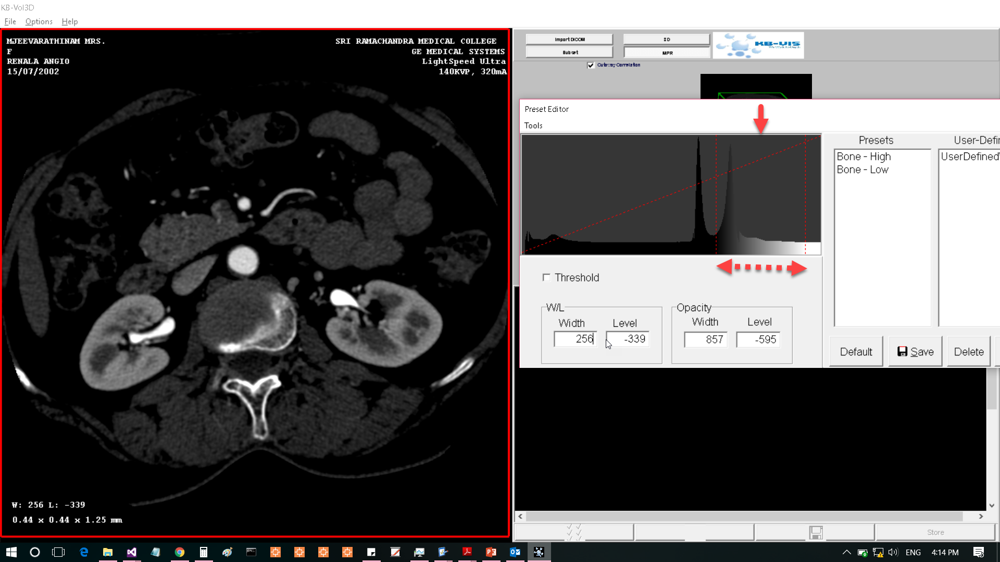 KB-Vol3D
File Options Help
MJEEVARATHINAM MRS.
F
RENALA ANGIO
15/07/2002
SRI RAMACHANDRA MEDICAL COLLEGE
GE MEDICAL SYSTEMS
LightSpeed Ultra
140KVP, 320mA
W: 256 L: -339
0.44 x 0.44 x 1.25 mm
Import DICOM
3D
Subset
MPR
KB-VIS
Cutaway Correlation
Preset Editor
Tools
Presets
User-Defi
Bone - High
Bone - Low
UserDefined
Threshold
W/L
Width Level
256 -339
Opacity
Width Level
857 -595
Default
Save
Delete
Store
ENG
4:14 PM